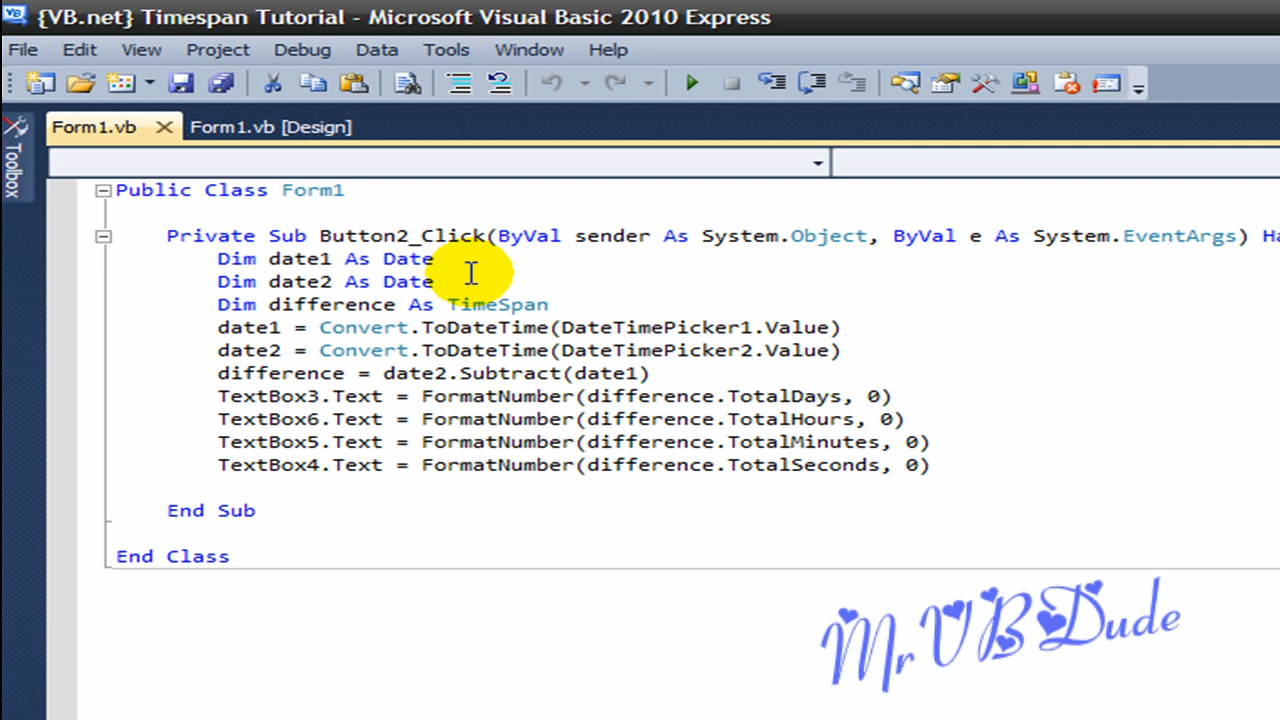 {VB.net} Timespan Tutorial - Microsoft Visual Basic 2010 Express
File Edit View Project Debug Data Tools Window Help
Form1.vb Form1.vb [Design]
Toolbox
Public Class Form1
Private Sub Button2_Click(ByVal sender As System.Object, ByVal e As System.EventArgs) Ha
Dim date1 As Date
Dim date2 As Date
Dim difference As TimeSpan
date1 = Convert.ToDateTime(DateTimePicker1.Value)
date2 = Convert.ToDateTime(DateTimePicker2.Value)
difference = date2.Subtract(date1)
TextBox3.Text = FormatNumber(difference.TotalDays, 0)
TextBox6.Text = FormatNumber(difference.TotalHours, 0)
TextBox5.Text = FormatNumber(difference.TotalMinutes, 0)
TextBox4.Text = FormatNumber(difference.TotalSeconds, 0)
End Sub
End Class
MrVBDude